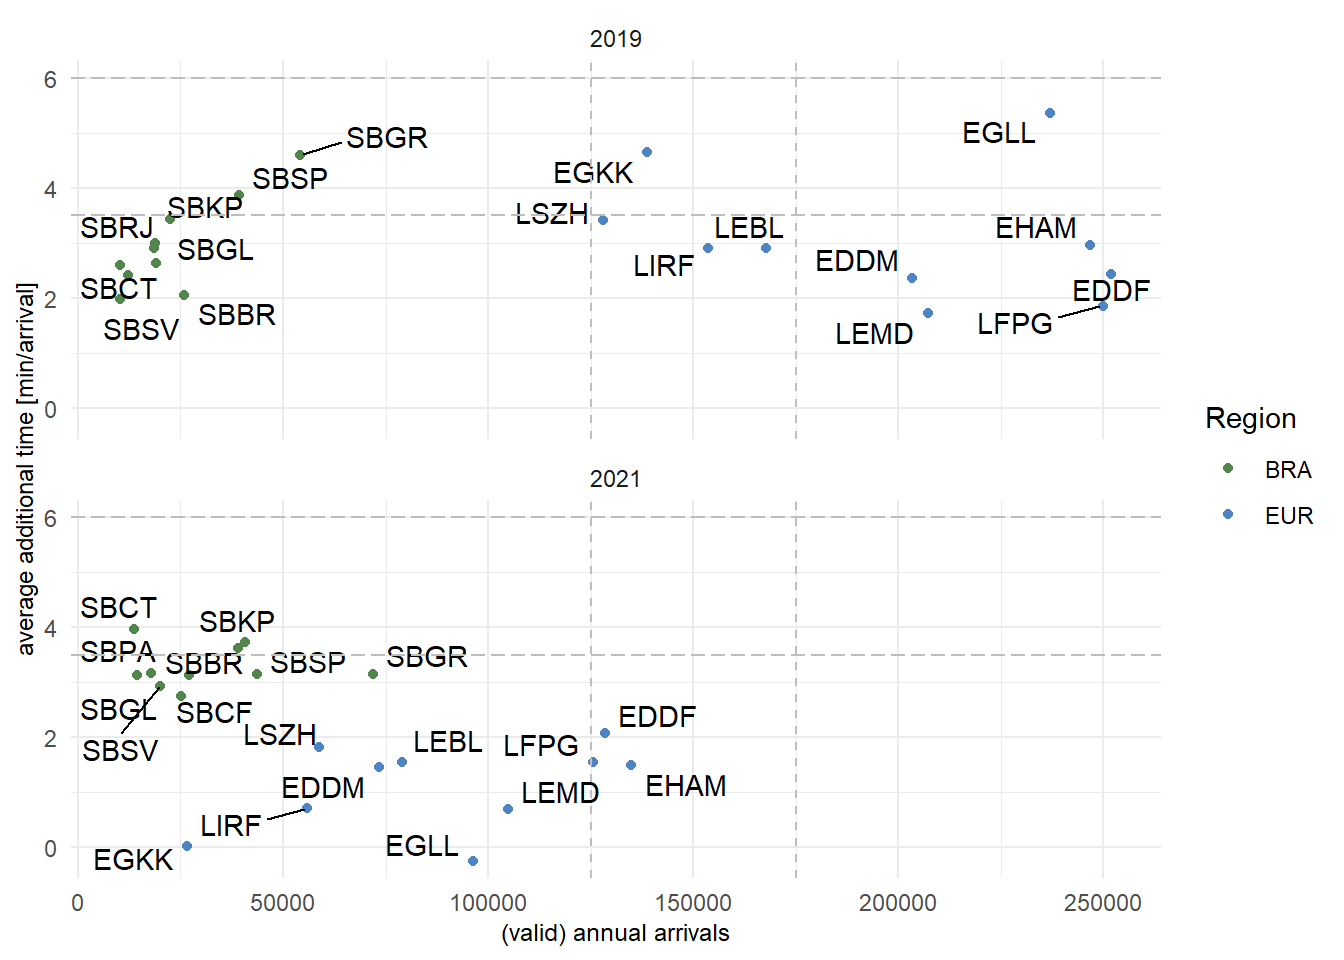 2019
6
4
2
0
SBGR
SBSP
SBKP
SBRJ
SBGL
SBCT
SBSV
SBBR
EGLL
EGKK
LSZH
LEBL
LIRF
EHAM
EDDM
EDDF
LFPG
LEMD
average additional time [min/arrival]
2021
6
4
2
0
SBCT
SBKP
SBPA
SBBR
SBSP
SBGR
SBGL
SBCF
SBSV
LSZH
LEBL
LFPG
EDDF
EDDM
LEMD
EHAM
LIRF
EGLL
EGKK
0
50000
100000
150000
200000
250000
(valid) annual arrivals
Region
BRA
EUR